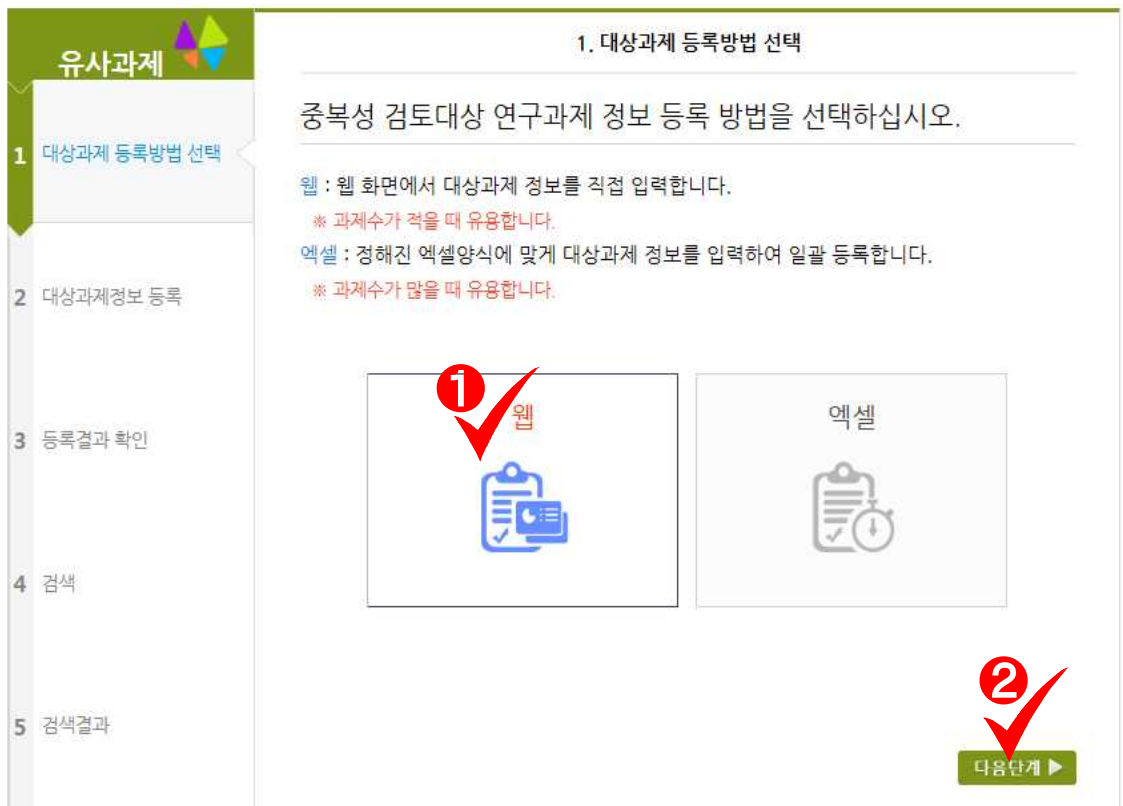 유사과제
1 대상과제 등록방법 선택
2 대상과제정보 등록
3 등록결과 확인
4 검색
5 검색결과
1. 대상과제 등록방법 선택
중복성 검토대상 연구과제 정보 등록 방법을 선택하십시오.
웹 : 웹 화면에서 대상과제 정보를 직접 입력합니다.
※ 과제수가 적을 때 유용합니다.
엑셀 : 정해진 엑셀양식에 맞게 대상과제 정보를 입력하여 일괄 등록합니다.
※ 과제수가 많을 때 유용합니다.
1
웹
엑셀
2
다음단계 ▶